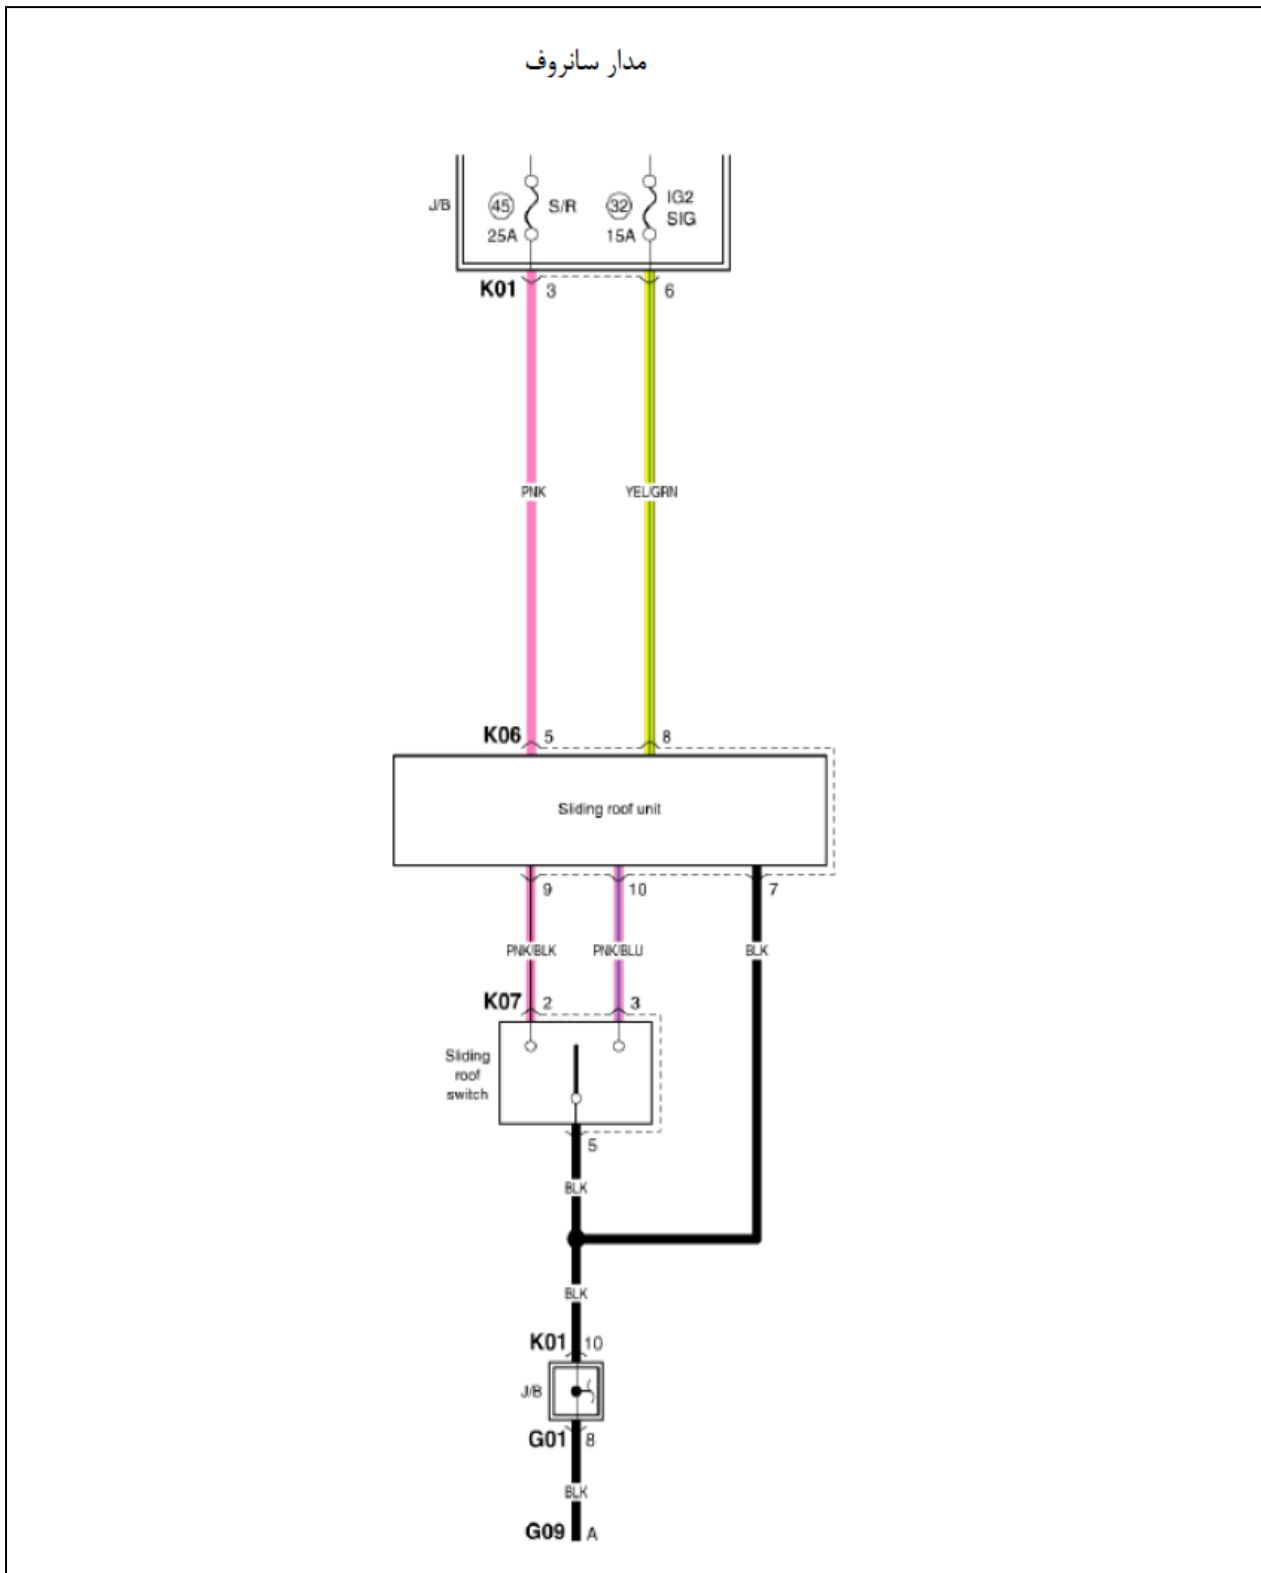 مدار سانروف
J/B 45 S/R 32 IG2
25A 15A SIG
K01 3 6
PNK YEL/GRN
K06 5 8
Sliding roof unit
9 10 7
PNK/BLK PNK/BLU BLK
K07 2 3
Sliding
roof
switch
5
BLK
BLK
K01 10
J/B
G01 8
BLK
G09 A